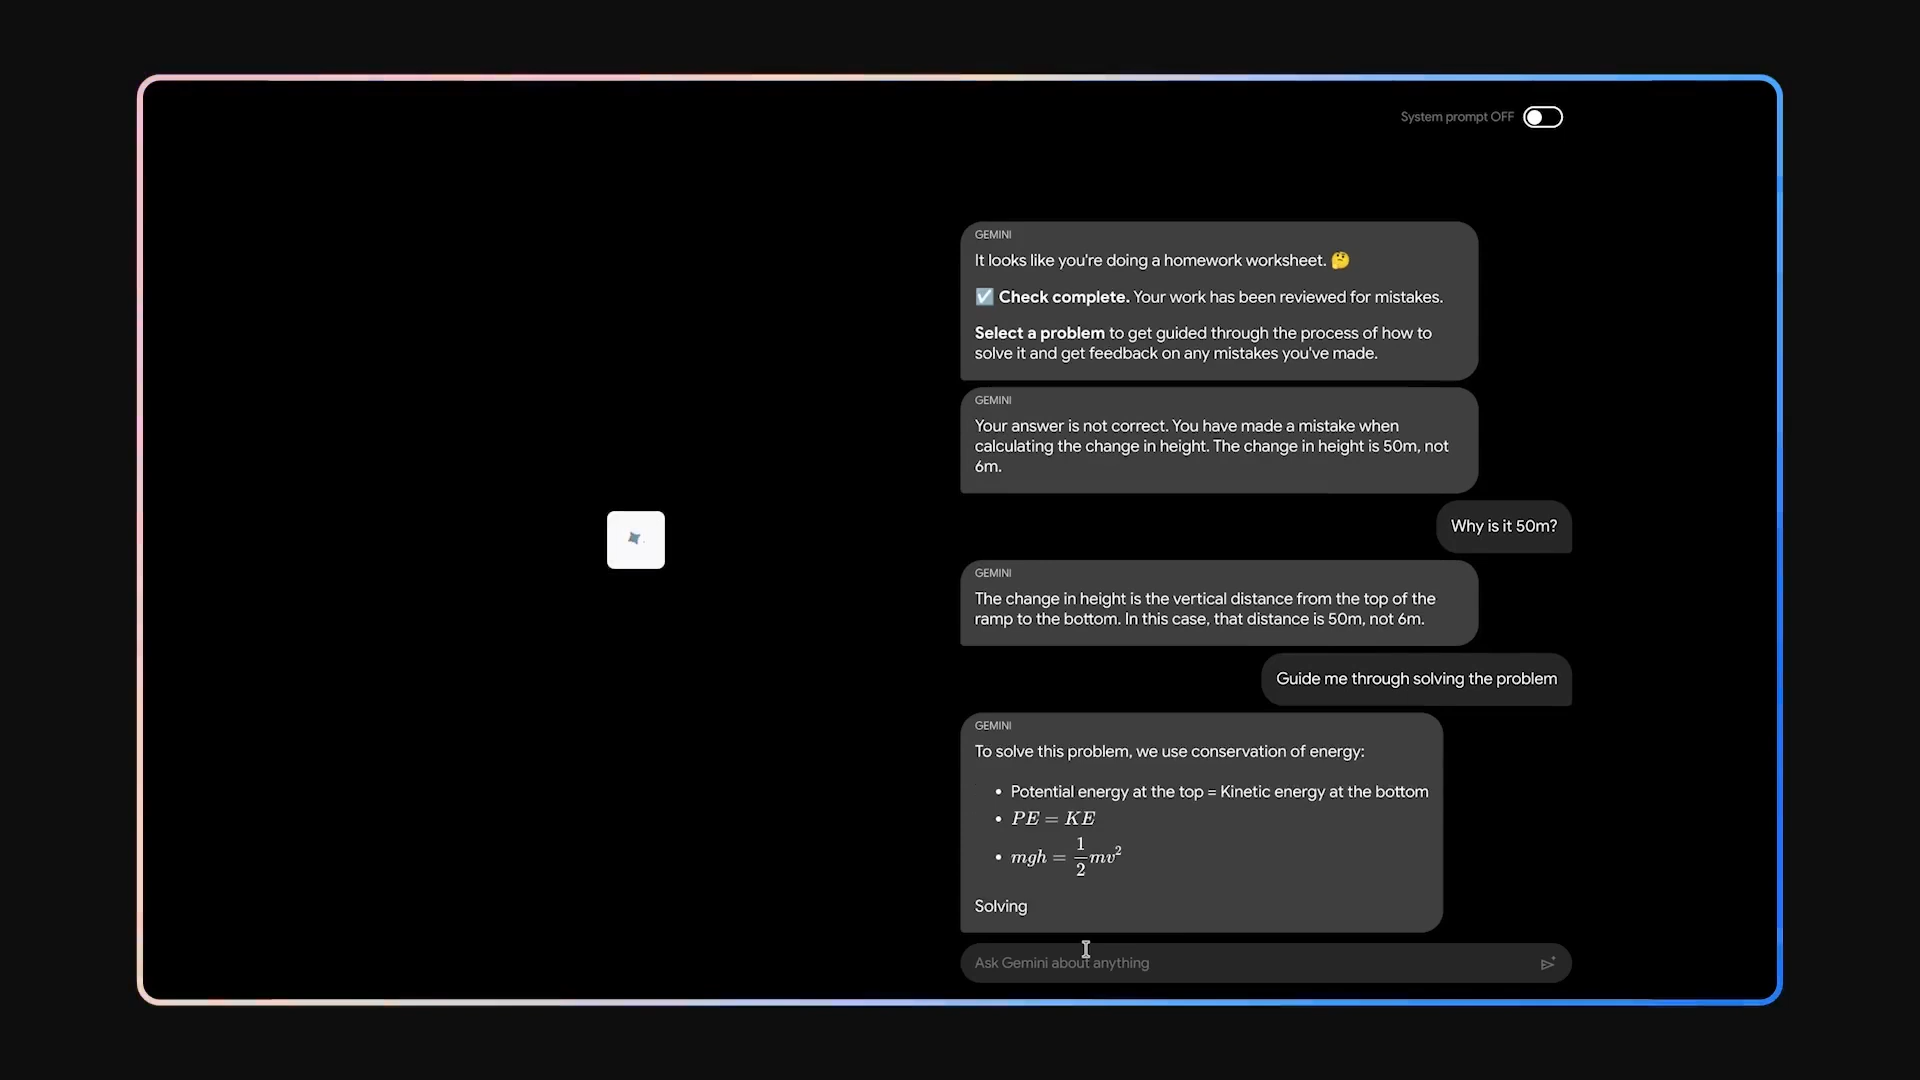 System prompt OFF
GEMINI
It looks like you're doing a homework worksheet. 🤔
☑️ Check complete. Your work has been reviewed for mistakes.
Select a problem to get guided through the process of how to
solve it and get feedback on any mistakes you've made.
GEMINI
Your answer is not correct. You have made a mistake when
calculating the change in height. The change in height is 50m, not
6m.
Why is it 50m?
GEMINI
The change in height is the vertical distance from the top of the
ramp to the bottom. In this case, that distance is 50m, not 6m.
Guide me through solving the problem
GEMINI
To solve this problem, we use conservation of energy:
• Potential energy at the top = Kinetic energy at the bottom
• PE = KE
• mgh = 1/2 mv²
Solving
Ask Gemini about anything